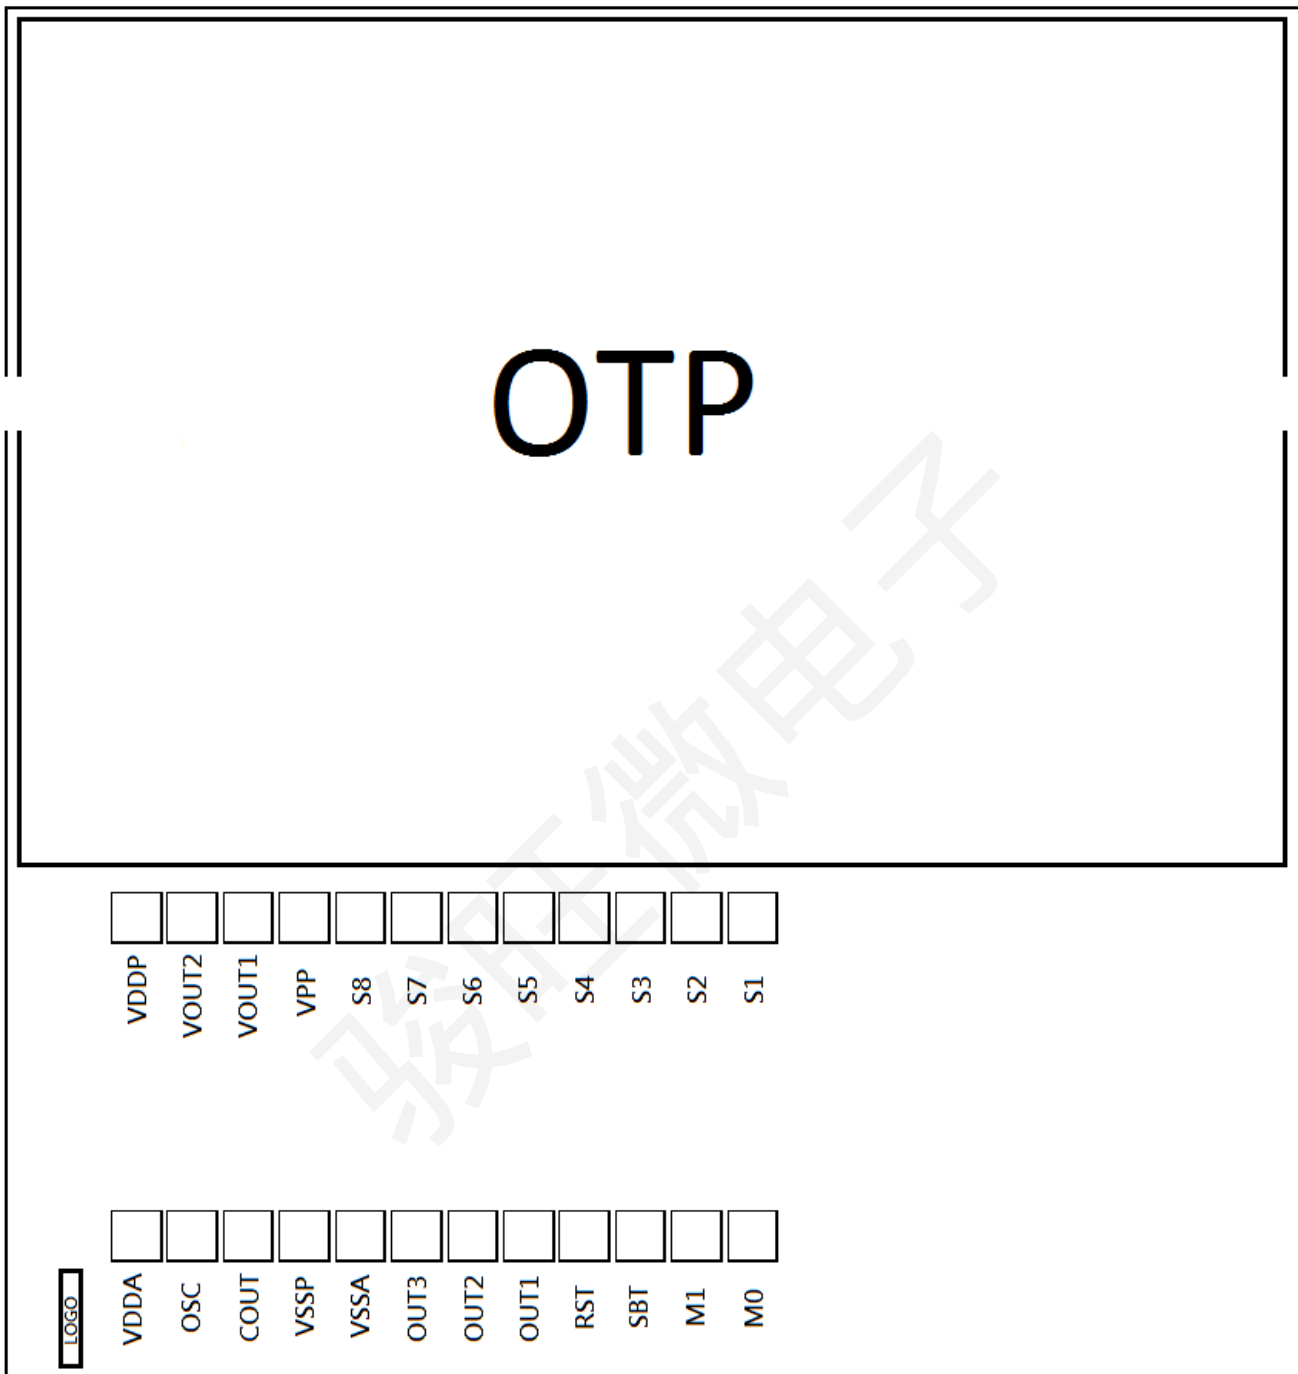 OTP
骏旺微电子
VDDP VOUT2 VOUT1 VPP S8 S7 S6 S5 S4 S3 S2 S1
LOGO VDDA OSC COUT VSSP VSSA OUT3 OUT2 OUT1 RST SBT M1 M0